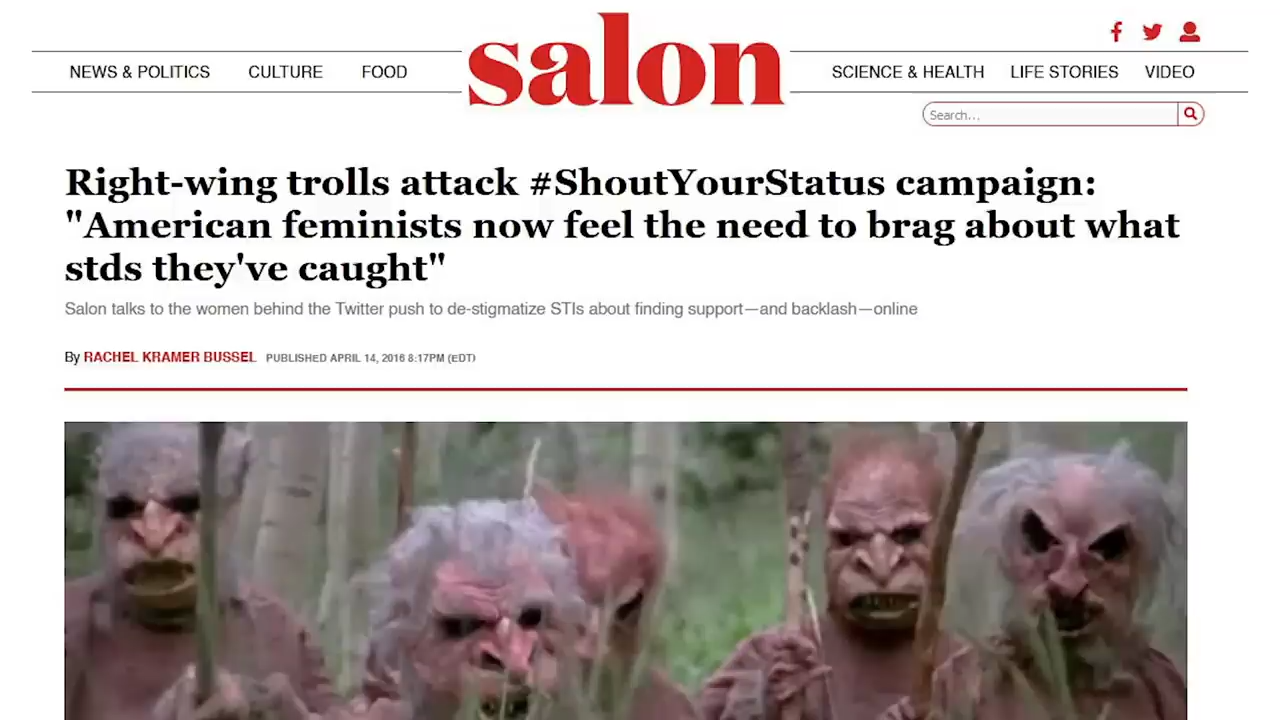 salon
NEWS & POLITICS CULTURE FOOD
SCIENCE & HEALTH LIFE STORIES VIDEO
Search...
Right-wing trolls attack #ShoutYourStatus campaign:
"American feminists now feel the need to brag about what
stds they've caught"
Salon talks to the women behind the Twitter push to de-stigmatize STIs about finding support—and backlash—online
By RACHEL KRAMER BUSSEL PUBLISHED APRIL 14, 2016 8:17PM (EDT)